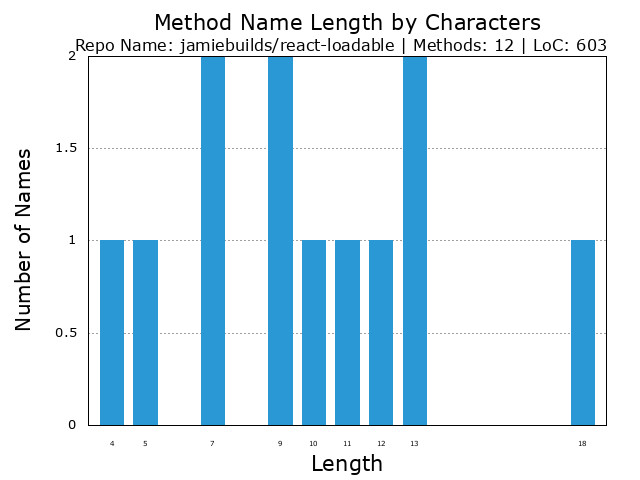 Method Name Length by Characters
Repo Name: jamiebuilds/react-loadable | Methods: 12 | LoC: 603
2
1.5
1
0.5
0
Number of Names
4 5 7 9 10 11 12 13 18
Length